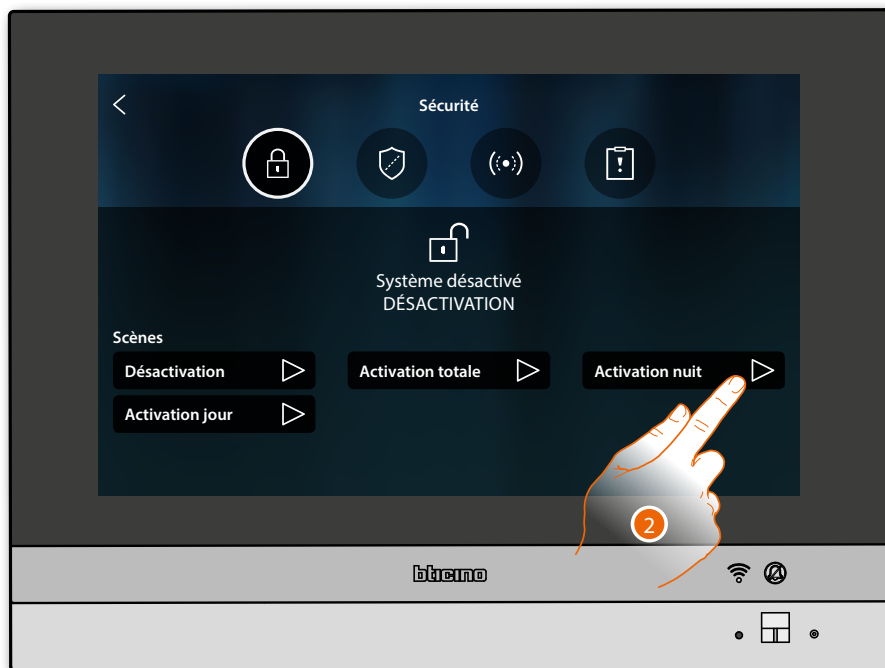 Sécurité
Système désactivé
DÉSACTIVATION
Scènes
Désactivation
Activation totale
Activation nuit
Activation jour
2
bticino